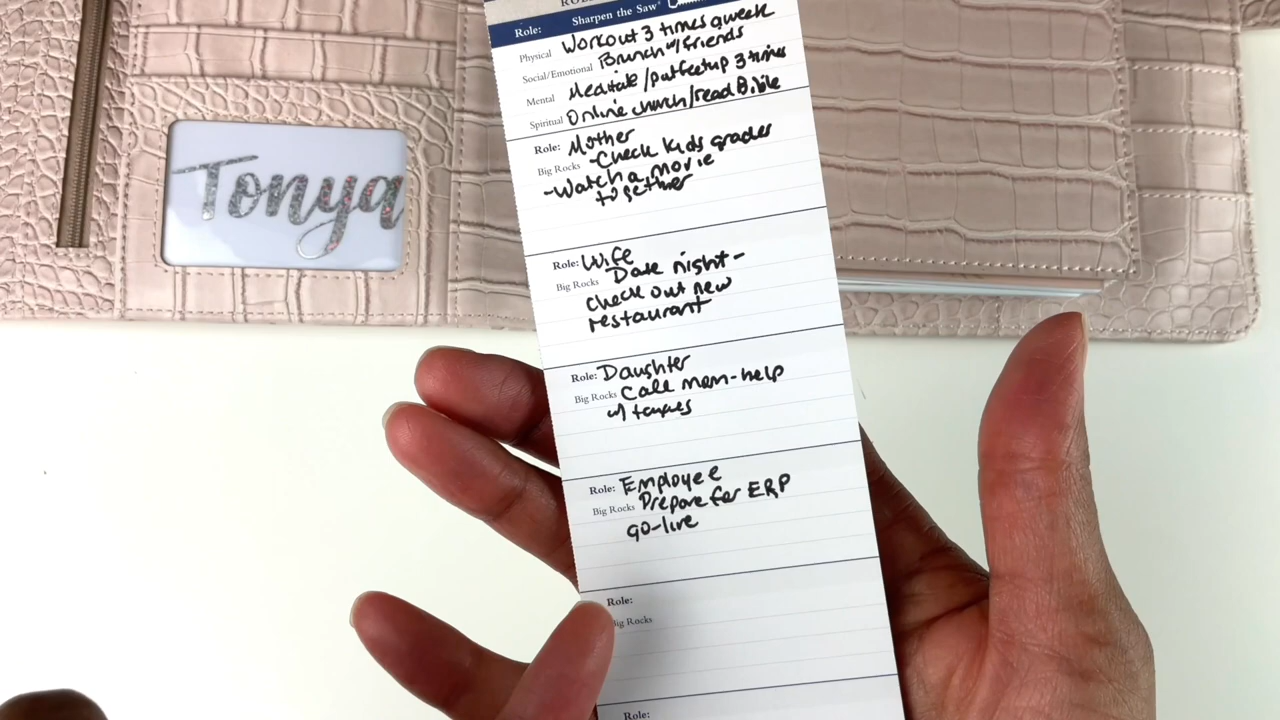 Tonya
Role: Sharpen the Saw®
Physical Workout 3 times a week
Social/Emotional Brunch w/friends
Mental Meditate/put feet up 3 times
Spiritual Online church/read Bible
Role: Mother
Big Rocks -Check kids grades
-Watch a movie
together
Role: Wife
Big Rocks Date night-
check out new
restaurant
Role: Daughter
Big Rocks Call mom-help
w/ taxes
Role: Employee
Big Rocks Prepare for ERP
go-live
Role:
Big Rocks
Role: